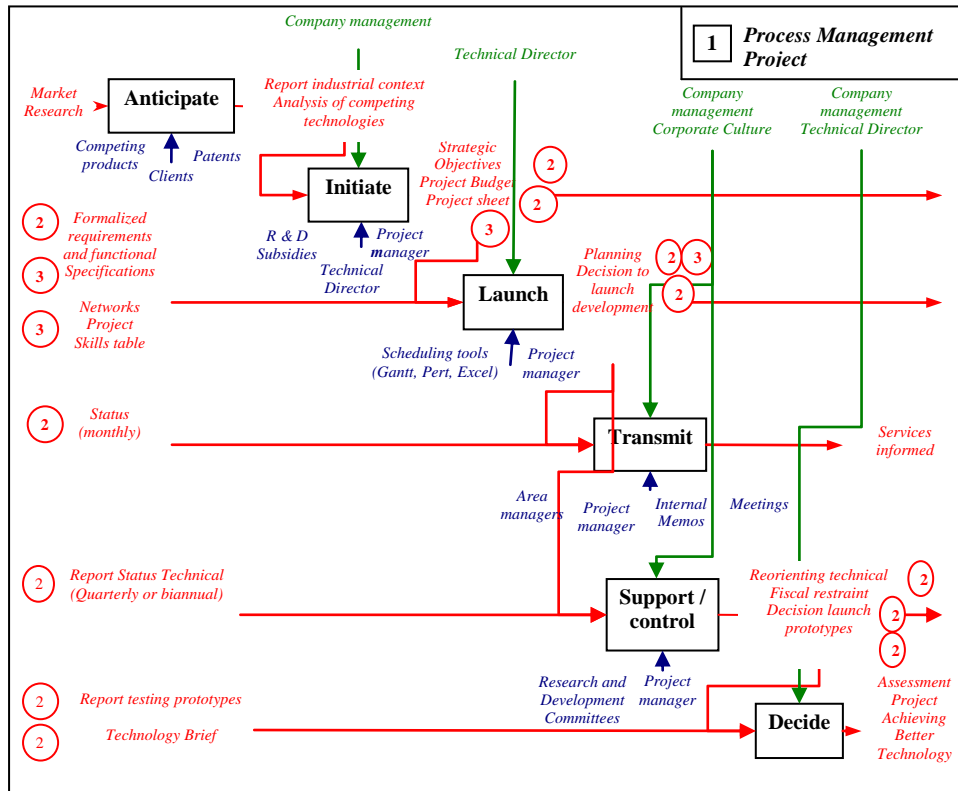 Company management
1
Process Management
Project
Technical Director
Market
Research
Anticipate
Report industrial context
Analysis of competing
technologies
Company
management
Corporate Culture
Company
management
Technical Director
Competing
products
Patents
Clients
Initiate
Strategic
Objectives
Project Budget
Project sheet
2
2
3
2
Formalized
requirements
and functional
Specifications
3
R & D
Subsidies
Project
manager
Technical
Director
Launch
Planning
Decision to
launch
development
2
3
2
Networks
Project
Skills table
3
Scheduling tools
(Gantt, Pert, Excel)
Project
manager
2
Status
(monthly)
Transmit
Services
informed
Area
managers
Project
manager
Internal
Memos
Meetings
2
Report Status Technical
(Quarterly or biannual)
Support /
control
Reorienting technical
Fiscal restraint
Decision launch
prototypes
2
2
2
Research and
Development
Committees
Project
manager
2
Report testing prototypes
2
Technology Brief
Decide
Assessment
Project
Achieving
Better
Technology